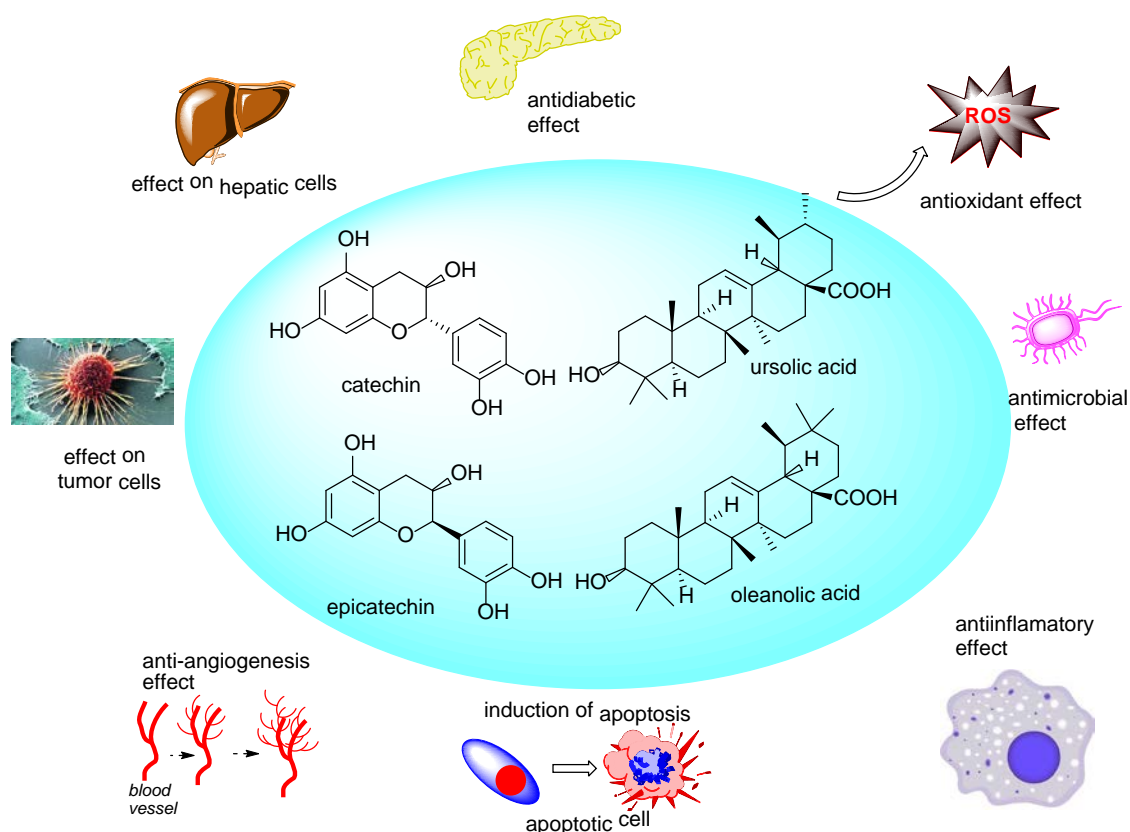 antidiabetic
effect
ROS
effect on hepatic cells
antioxidant effect
OH
OH
HO
O
OH
OH
catechin
H
H
COOH
HO
H
ursolic acid
antimicrobial
effect
effect on
tumor cells
OH
OH
HO
O
OH
OH
epicatechin
H
H
COOH
HO
H
oleanolic acid
antiinflamatory
effect
anti-angiogenesis
effect
blood
vessel
induction of apoptosis
apoptotic cell